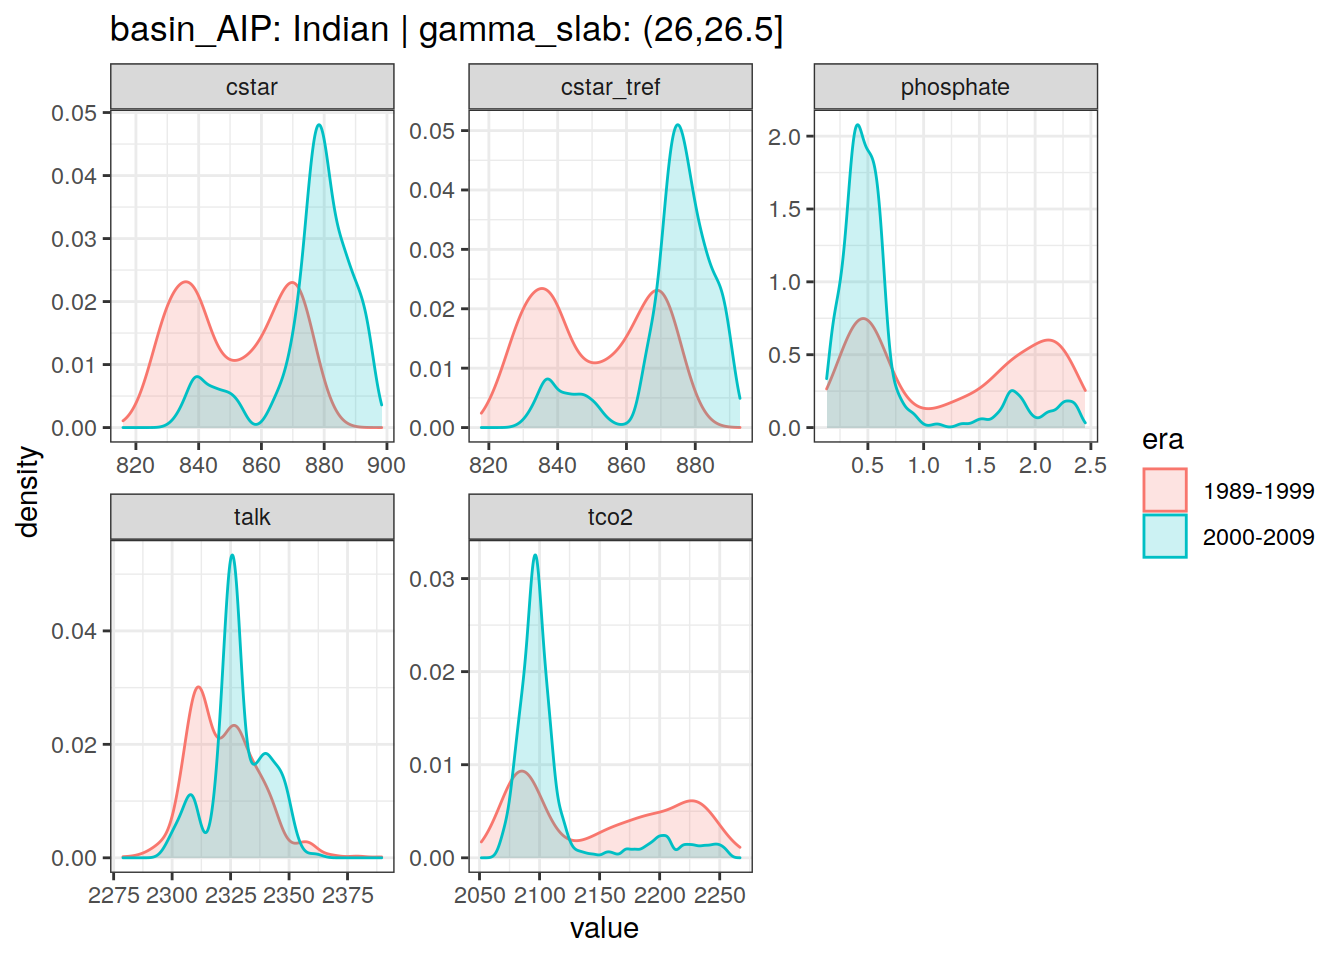 basin_AIP: Indian | gamma_slab: (26,26.5]
cstar
cstar_tref
phosphate
0.05
0.04
0.03
0.02
0.01
0.00
820 840 860 880 900
0.05
0.04
0.03
0.02
0.01
0.00
820 840 860 880
2.0
1.5
1.0
0.5
0.0
0.5 1.0 1.5 2.0 2.5
density
talk
tco2
0.04
0.02
0.00
2275 2300 2325 2350 2375
0.03
0.02
0.01
0.00
2050 2100 2150 2200 2250
value
era
1989-1999
2000-2009